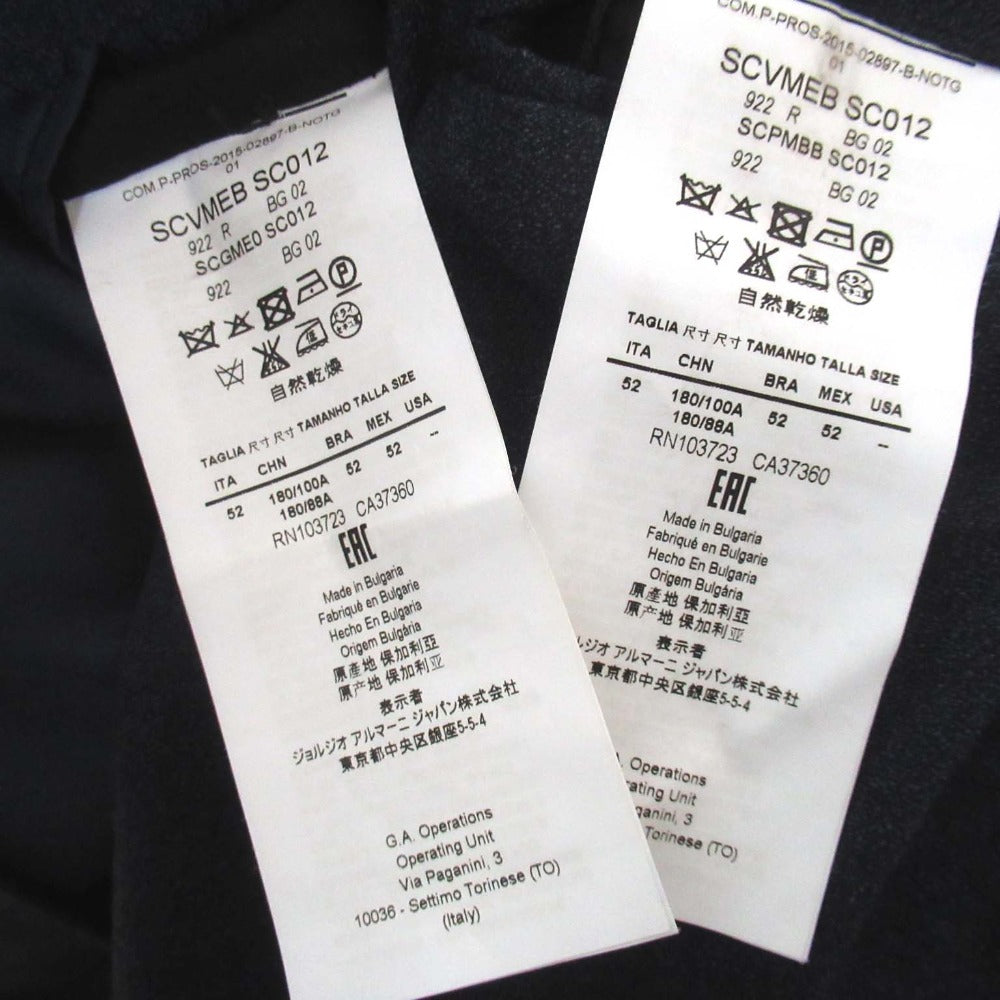 COM.P-PROS-2015-02897-B-NOTG
01
SCVMEB SC012
922 R BG 02
SCGME0 SC012
922 BG 02
自然乾燥
TAGLIA 尺寸 尺寸 TAMANHO TALLA SIZE
ITA CHN BRA MEX USA
52 180/100A 52 52 --
180/88A
RN103723 CA37360
EAC
Made in Bulgaria
Fabriqué en Bulgarie
Hecho En Bulgaria
Origem Bulgária
原產地 保加利亞
原产地 保加利亚
表示者
ジョルジオ アルマーニ ジャパン株式会社
東京都中央区銀座5-5-4
G.A. Operations
Operating Unit
Via Paganini, 3
10036 - Settimo Torinese (TO)
(Italy)
COM.P-PROS-2015-02897-B-NOTG
01
SCVMEB SC012
922 R BG 02
SCPMBB SC012
922 BG 02
自然乾燥
TAGLIA 尺寸 尺寸 TAMANHO TALLA SIZE
ITA CHN BRA MEX USA
52 180/100A 52 52 --
180/88A
RN103723 CA37360
EAC
Made in Bulgaria
Fabriqué en Bulgarie
Hecho En Bulgaria
Origem Bulgária
原產地 保加利亞
原产地 保加利亚
表示者
ルジオ アルマーニ ジャパン株式会社
東京都中央区銀座5-5-4
. Operations
rating Unit
ganini, 3
Torinese (TO)